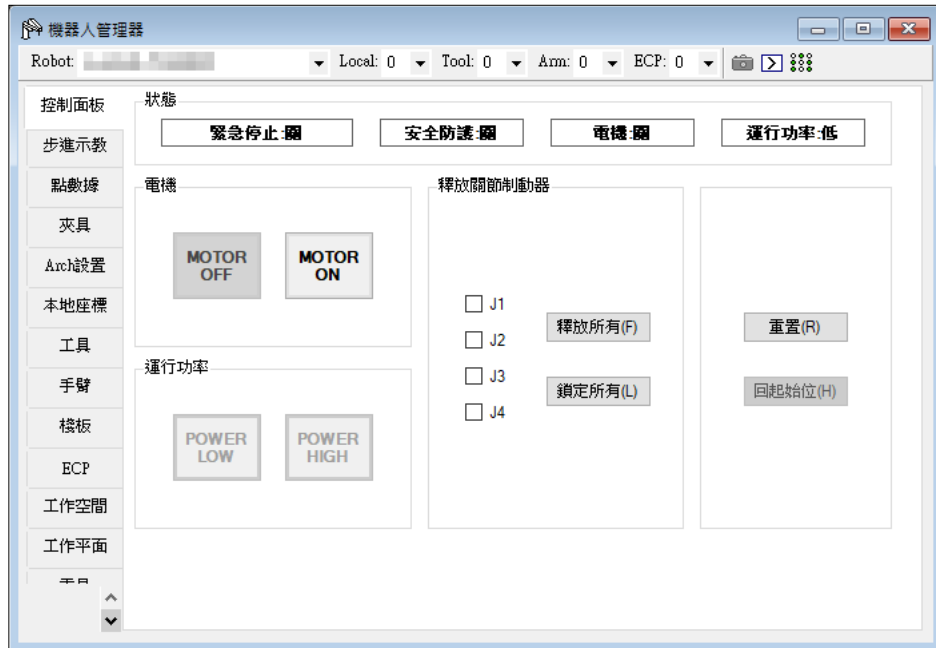 機器人管理器
Robot: Local: 0 Tool: 0 Arm: 0 ECP: 0
控制面板
步進示教
點數據
夾具
Arch設置
本地座標
工具
手臂
棧板
ECP
工作空間
工作平面
狀態
緊急停止:關 安全防護:關 電機:關 運行功率:低
電機
MOTOR OFF
MOTOR ON
運行功率
POWER LOW
POWER HIGH
釋放關節制動器
J1
J2
J3
J4
釋放所有(F)
鎖定所有(L)
重置(R)
回起始位(H)